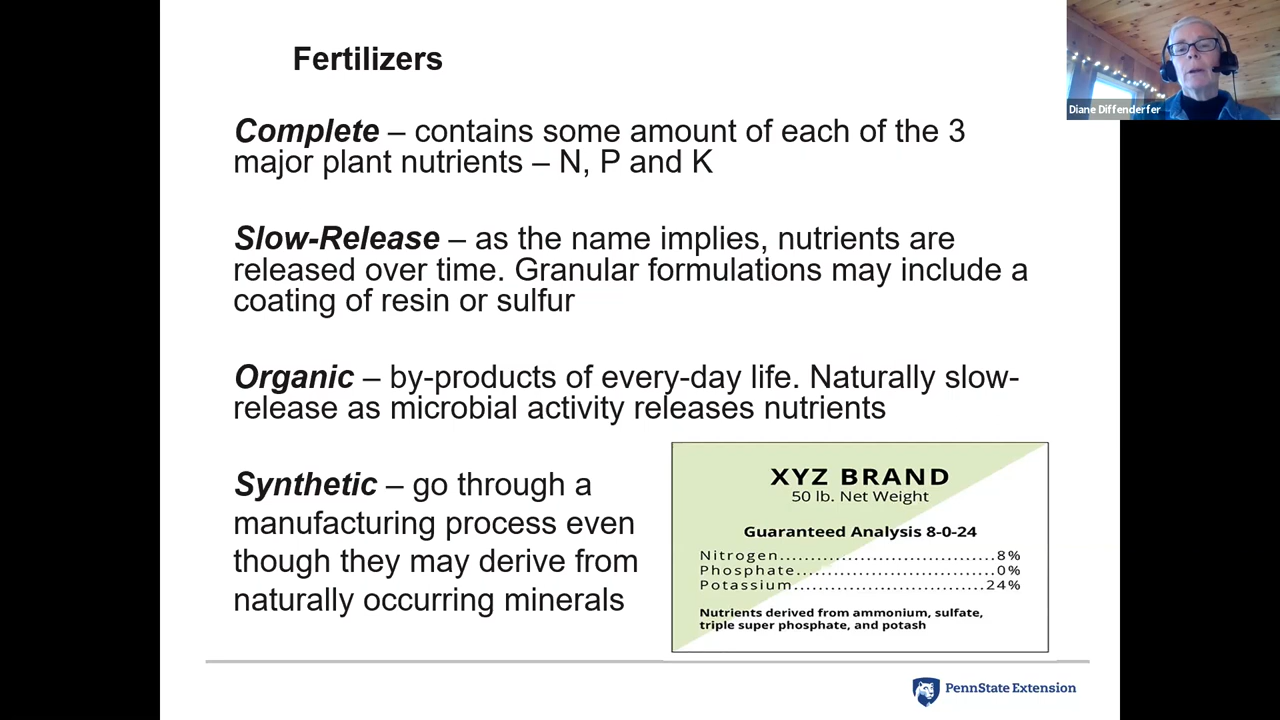 Fertilizers
Diane Diffenderfer
Complete – contains some amount of each of the 3
major plant nutrients – N, P and K
Slow-Release – as the name implies, nutrients are
released over time. Granular formulations may include a
coating of resin or sulfur
Organic – by-products of every-day life. Naturally slow-
release as microbial activity releases nutrients
Synthetic – go through a
manufacturing process even
though they may derive from
naturally occurring minerals
XYZ BRAND
50 lb. Net Weight
Guaranteed Analysis 8-0-24
Nitrogen........................................8%
Phosphate.....................................0%
Potassium...................................24%
Nutrients derived from ammonium, sulfate,
triple super phosphate, and potash
PennState Extension